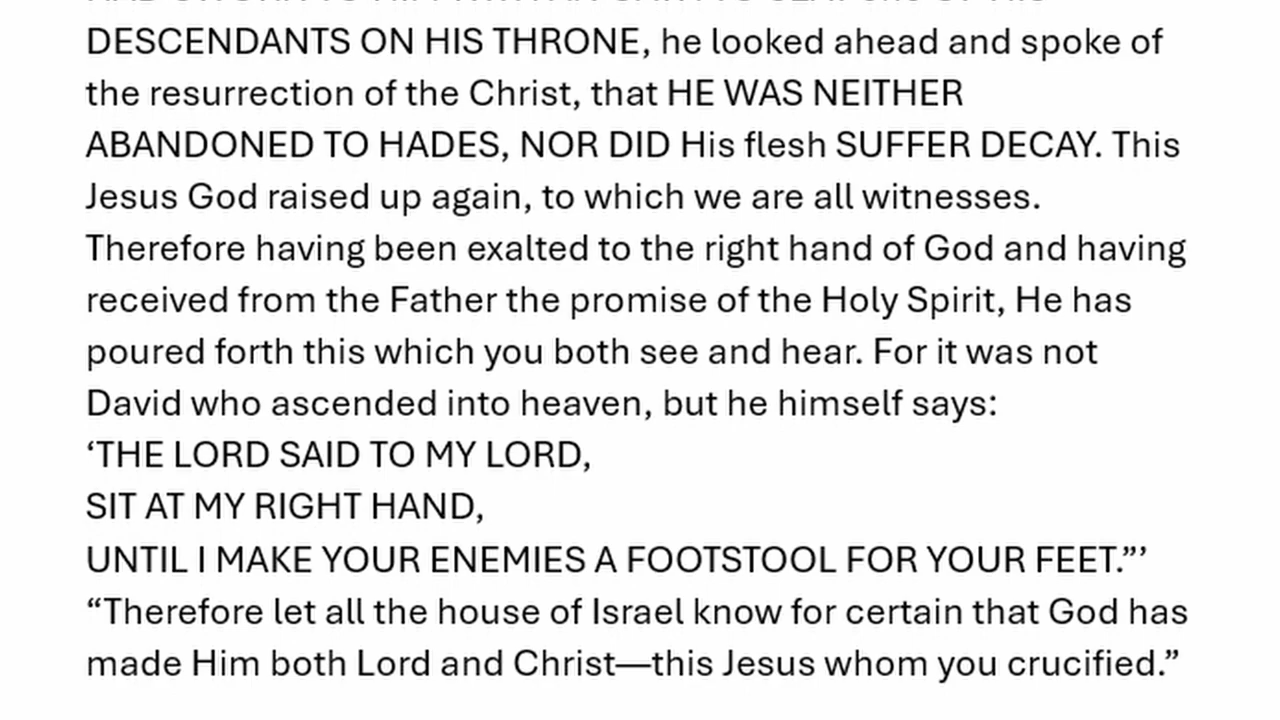 DESCENDANTS ON HIS THRONE, he looked ahead and spoke of
the resurrection of the Christ, that HE WAS NEITHER
ABANDONED TO HADES, NOR DID His flesh SUFFER DECAY. This
Jesus God raised up again, to which we are all witnesses.
Therefore having been exalted to the right hand of God and having
received from the Father the promise of the Holy Spirit, He has
poured forth this which you both see and hear. For it was not
David who ascended into heaven, but he himself says:
‘THE LORD SAID TO MY LORD,
SIT AT MY RIGHT HAND,
UNTIL I MAKE YOUR ENEMIES A FOOTSTOOL FOR YOUR FEET.”’
“Therefore let all the house of Israel know for certain that God has
made Him both Lord and Christ—this Jesus whom you crucified.”